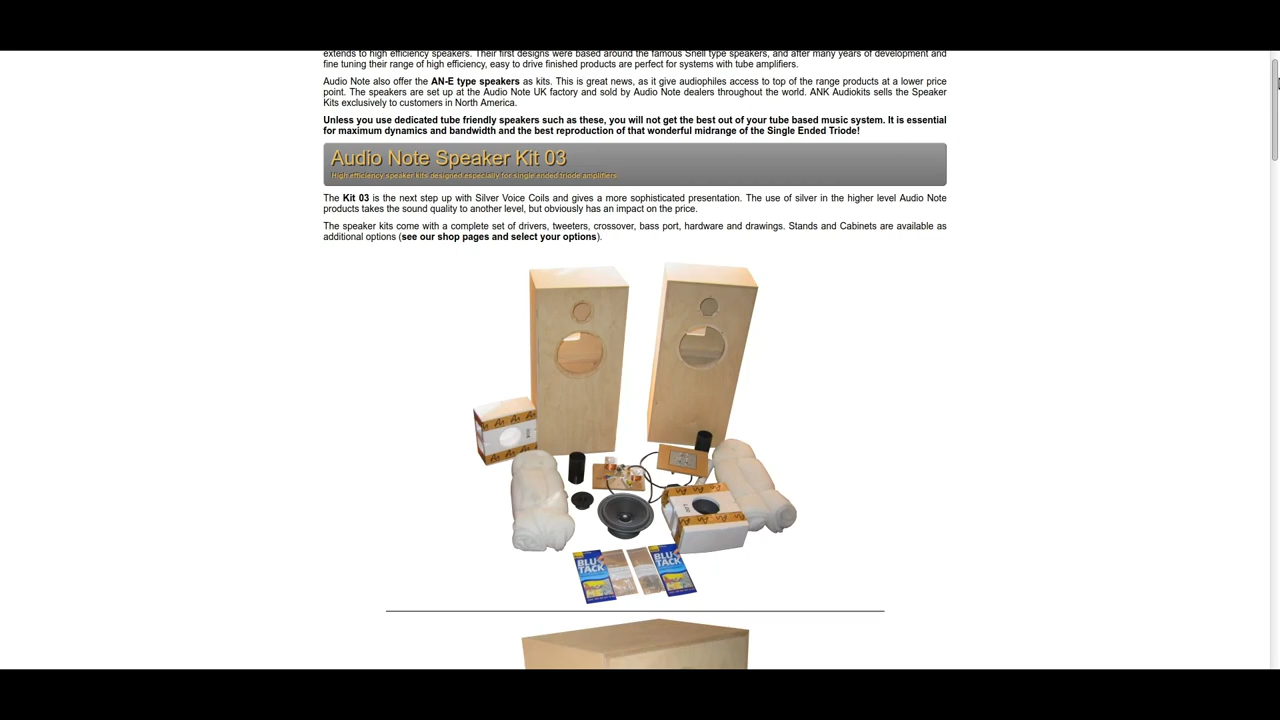 extends to high efficiency speakers. Their first designs were based around the famous Snell type speakers, and after many years of development and
fine tuning their range of high efficiency, easy to drive finished products are perfect for systems with tube amplifiers.
Audio Note also offer the AN-E type speakers as kits. This is great news, as it give audiophiles access to top of the range products at a lower price
point. The speakers are set up at the Audio Note UK factory and sold by Audio Note dealers throughout the world. ANK Audiokits sells the Speaker
Kits exclusively to customers in North America.
Unless you use dedicated tube friendly speakers such as these, you will not get the best out of your tube based music system. It is essential
for maximum dynamics and bandwidth and the best reproduction of that wonderful midrange of the Single Ended Triode!
Audio Note Speaker Kit 03
High efficiency speaker kits designed especially for single ended triode amplifiers
The Kit 03 is the next step up with Silver Voice Coils and gives a more sophisticated presentation. The use of silver in the higher level Audio Note
products takes the sound quality to another level, but obviously has an impact on the price.
The speaker kits come with a complete set of drivers, tweeters, crossover, bass port, hardware and drawings. Stands and Cabinets are available as
additional options (see our shop pages and select your options).
BLU
TACK
BLU
TACK